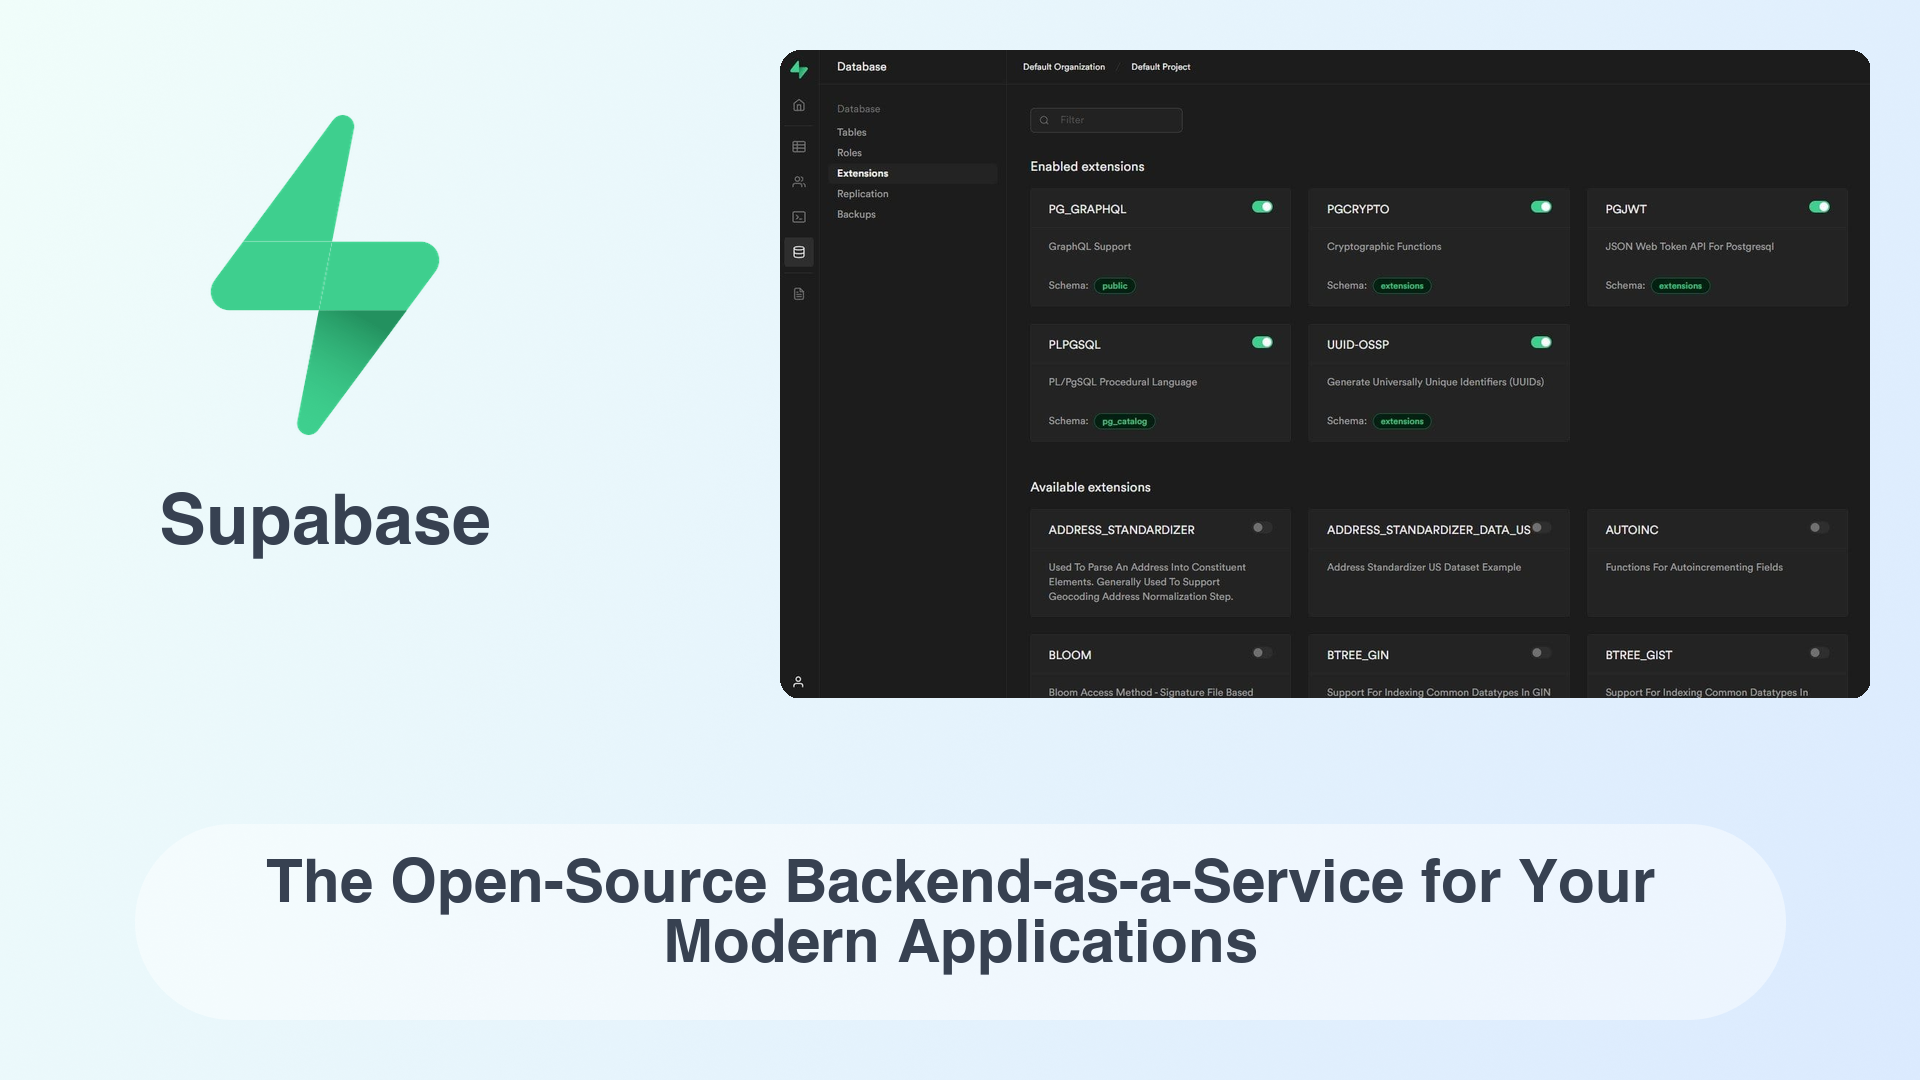 Supabase
Database
Default Organization / Default Project
Database
Tables
Roles
Extensions
Replication
Backups
Filter
Enabled extensions
PG_GRAPHQL
GraphQL Support
Schema: public
PGCRYPTO
Cryptographic Functions
Schema: extensions
PGJWT
JSON Web Token API For Postgresql
Schema: extensions
PLPGSQL
PL/PgSQL Procedural Language
Schema: pg_catalog
UUID-OSSP
Generate Universally Unique Identifiers (UUIDs)
Schema: extensions
Available extensions
ADDRESS_STANDARDIZER
Used To Parse An Address Into Constituent
Elements. Generally Used To Support
Geocoding Address Normalization Step.
ADDRESS_STANDARDIZER_DATA_US
Address Standardizer US Dataset Example
AUTOINC
Functions For Autoincrementing Fields
BLOOM
Bloom Access Method - Signature File Based
BTREE_GIN
Support For Indexing Common Datatypes In GIN
BTREE_GIST
Support For Indexing Common Datatypes In
The Open-Source Backend-as-a-Service for Your
Modern Applications